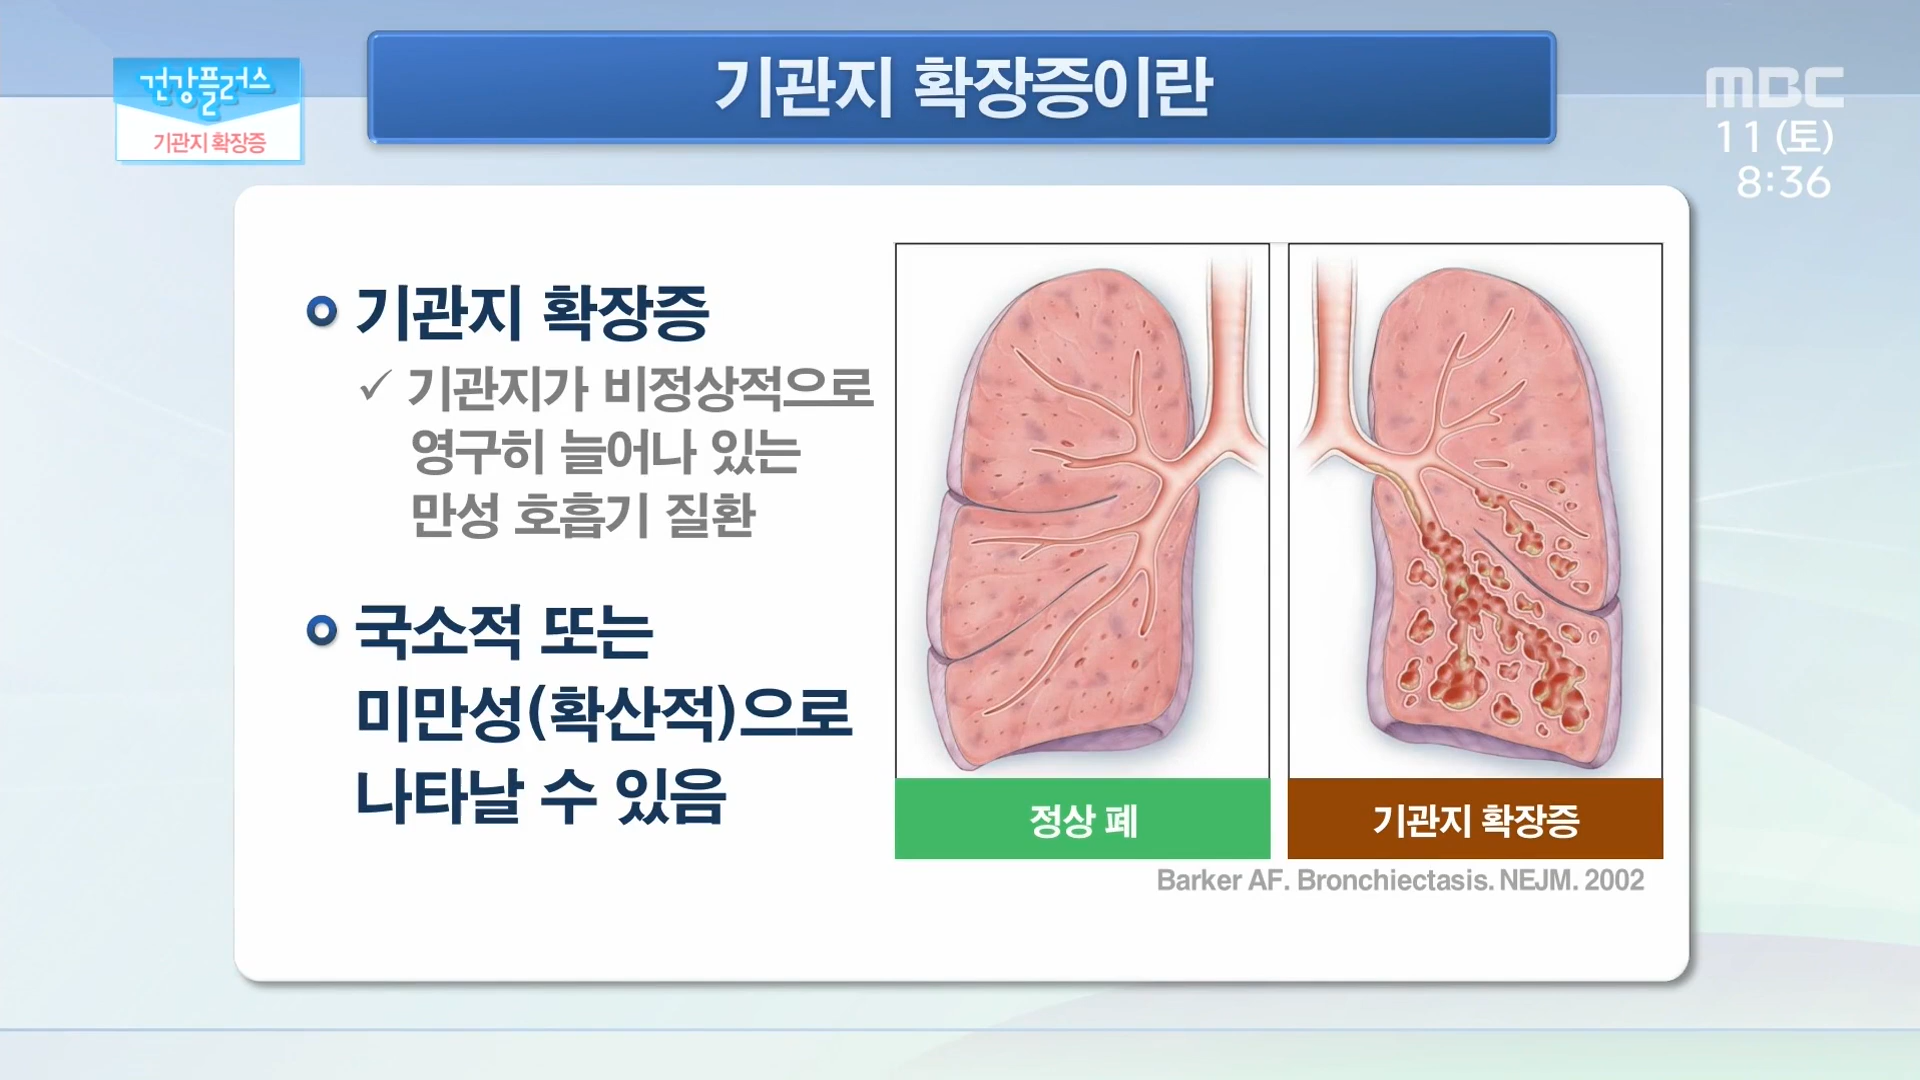 건강플러스
기관지 확장증
기관지 확장증이란
MBC
11 (토)
8:36
기관지 확장증
✓ 기관지가 비정상적으로
영구히 늘어나 있는
만성 호흡기 질환
국소적 또는
미만성(확산적)으로
나타날 수 있음
정상 폐
기관지 확장증
Barker AF. Bronchiectasis. NEJM. 2002